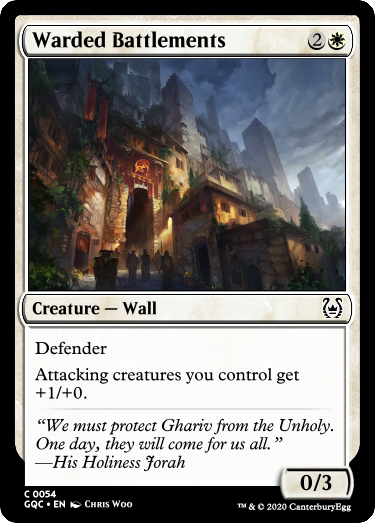 Warded Battlements 2
Creature — Wall
Defender
Attacking creatures you control get
+1/+0.
“We must protect Ghariv from the Unholy.
One day, they will come for us all.”
—His Holiness Jorah
0/3
C 0054
GQC • EN Chris Woo
™ & © 2020 CanterburyEgg